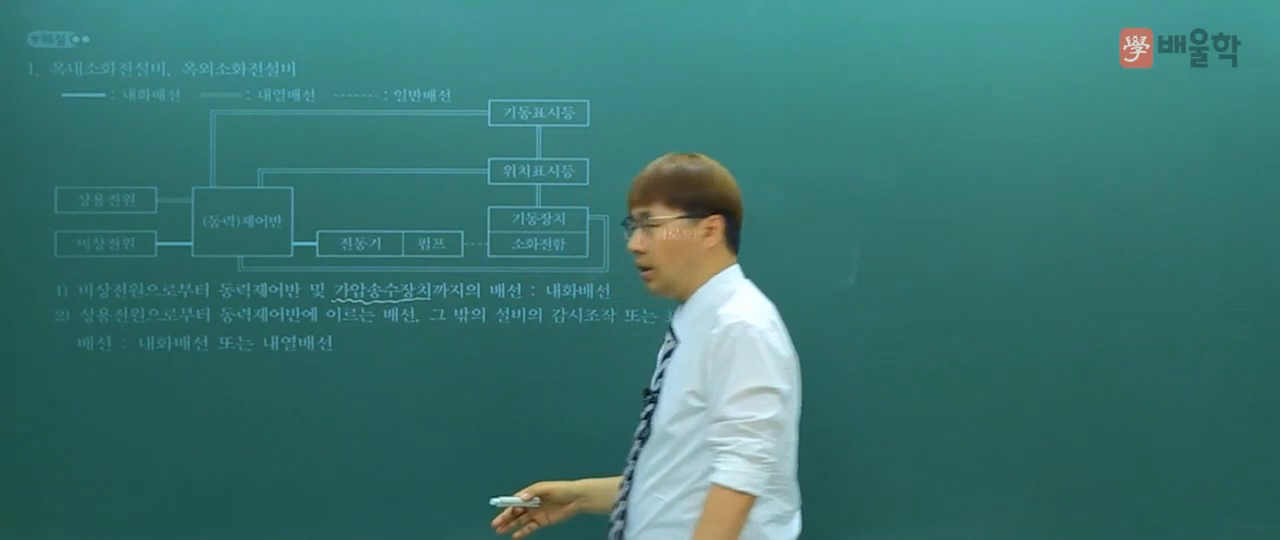 해설
學 배울학
1. 옥내소화전설비, 옥외소화전설비
: 내화배선 : 내열배선 : 일반배선
기동표시등
위치표시등
상용전원
(동력)제어반
기동장치
비상전원
전동기 펌프
소화전함
1) 비상전원으로부터 동력제어반 및 가압송수장치까지의 배선 : 내화배선
2) 상용전원으로부터 동력제어반에 이르는 배선, 그 밖의 설비의 감시조작 또는
배선 : 내화배선 또는 내열배선